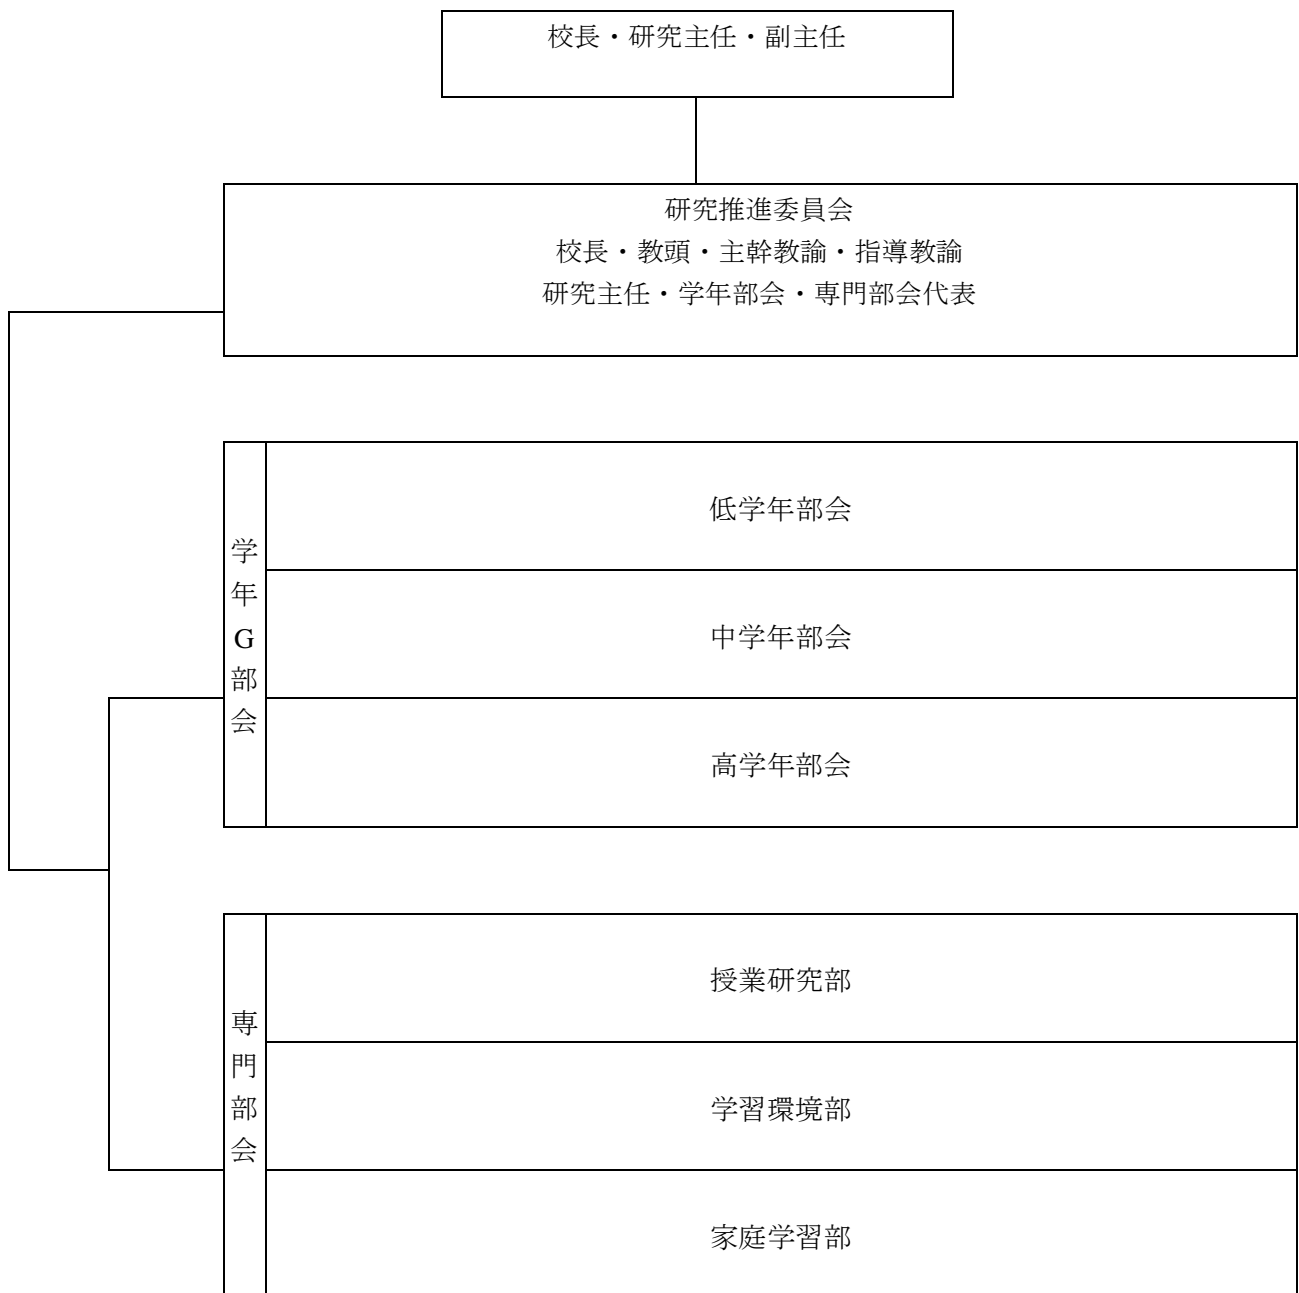 校長・研究主任・副主任
研究推進委員会
校長・教頭・主幹教諭・指導教諭
研究主任・学年部会・専門部会代表
学年G部会
低学年部会
中学年部会
高学年部会
専門部会
授業研究部
学習環境部
家庭学習部